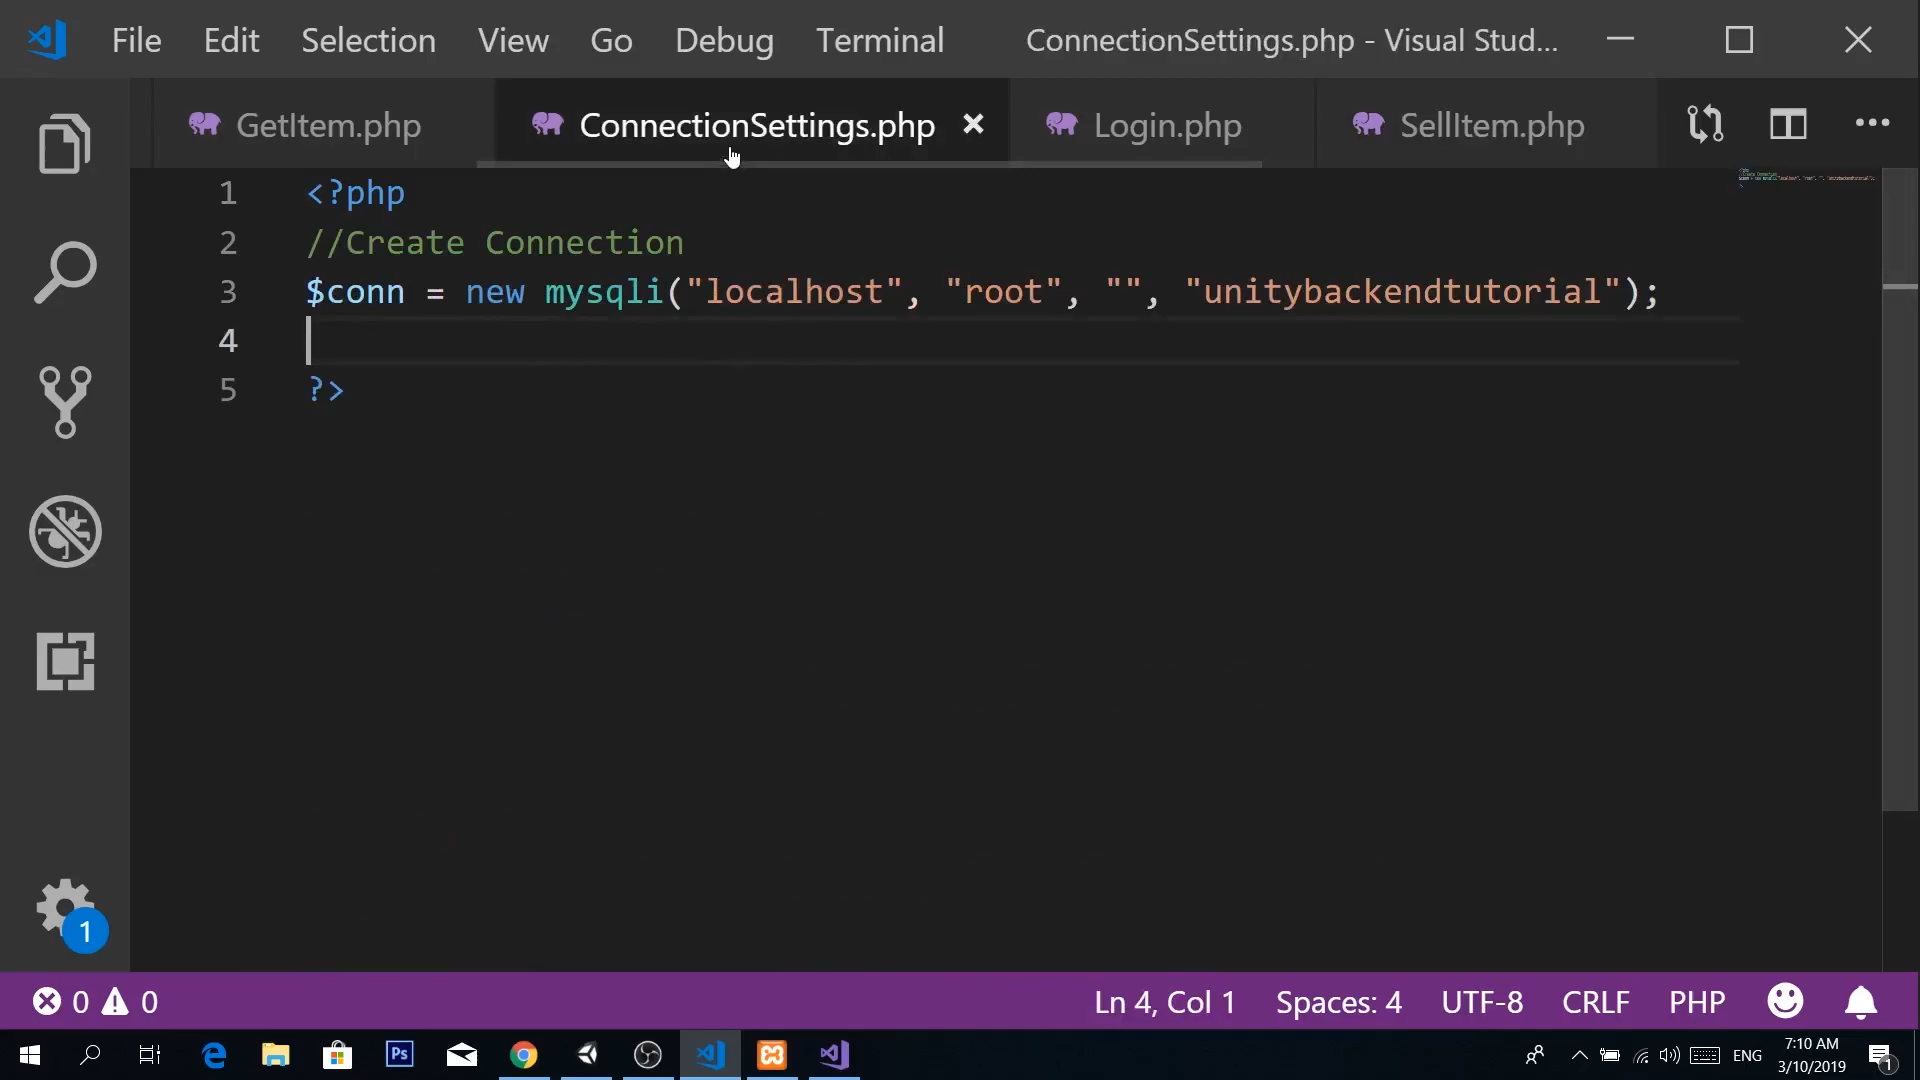 File Edit Selection View Go Debug Terminal ConnectionSettings.php - Visual Stud...
GetItem.php ConnectionSettings.php Login.php SellItem.php
1 <?php
2 //Create Connection
3 $conn = new mysqli("localhost", "root", "", "unitybackendtutorial");
4
5 ?>
1
0 0 Ln 4, Col 1 Spaces: 4 UTF-8 CRLF PHP
Ps ENG 7:10 AM
3/10/2019 1